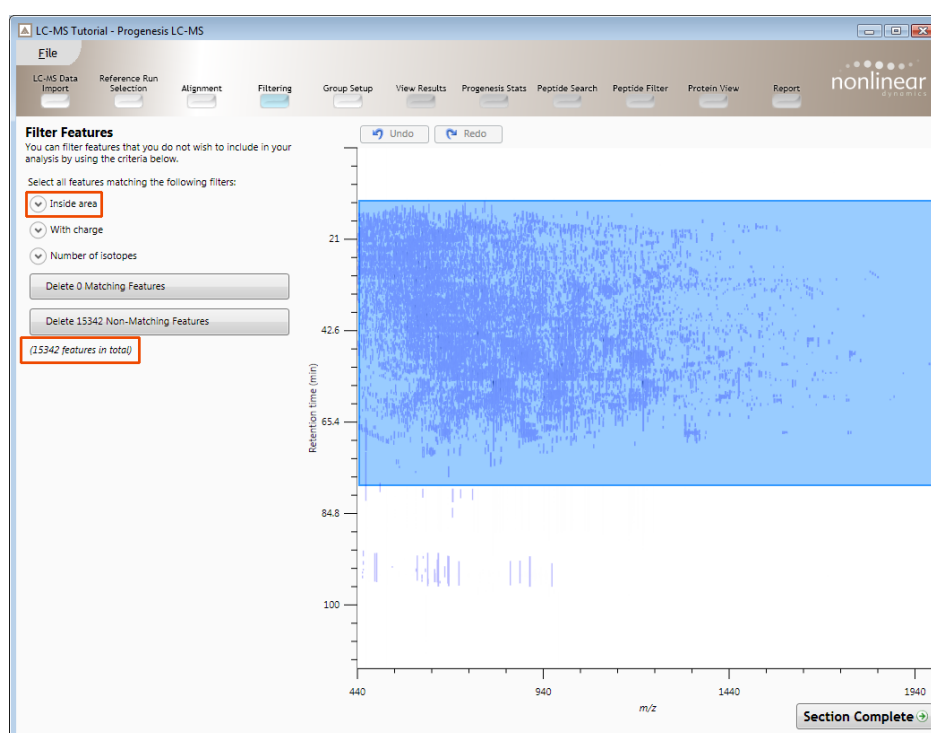 LC-MS Tutorial - Progenesis LC-MS
File
LC-MS Data
Import
Reference Run
Selection
Alignment
Filtering
Group Setup
View Results
Progenesis Stats
Peptide Search
Peptide Filter
Protein View
Report
nonlinear
dynamics
Filter Features
You can filter features that you do not wish to include in your
analysis by using the criteria below.
Select all features matching the following filters:
Inside area
With charge
Number of isotopes
Delete 0 Matching Features
Delete 15342 Non-Matching Features
(15342 features in total)
Undo
Redo
21
42.6
65.4
84.8
100
Retention time (min)
440
940
1440
1940
m/z
Section Complete